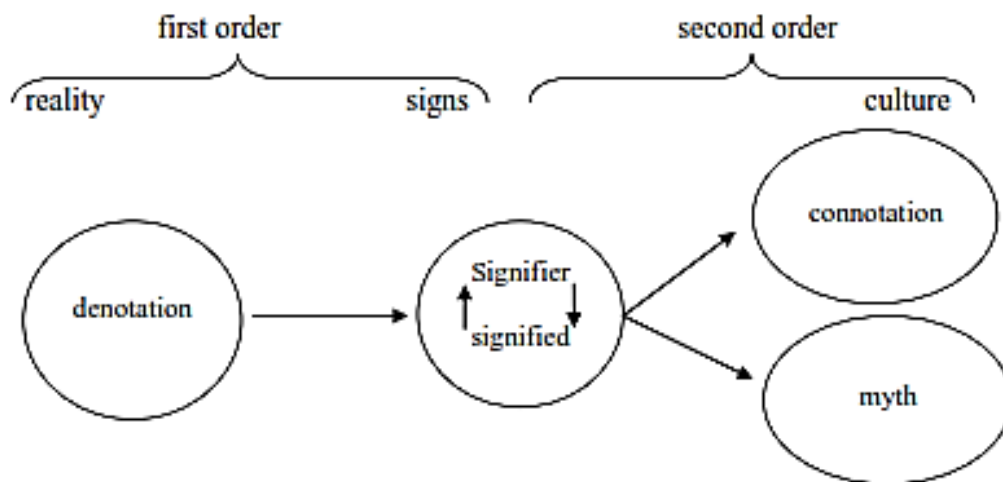 first order
second order
reality
signs
culture
connotation
Signifier
denotation
signified
myth